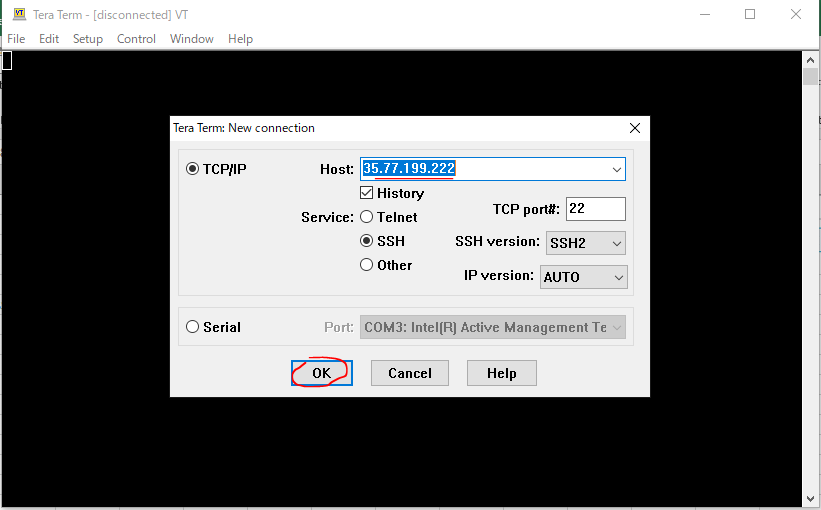 Tera Term - [disconnected] VT
File Edit Setup Control Window Help
Tera Term: New connection
TCP/IP
Host: 35.77.199.222
History
Service: Telnet
TCP port#: 22
SSH
SSH version: SSH2
Other
IP version: AUTO
Serial
Port: COM3: Intel(R) Active Management Te
OK Cancel Help